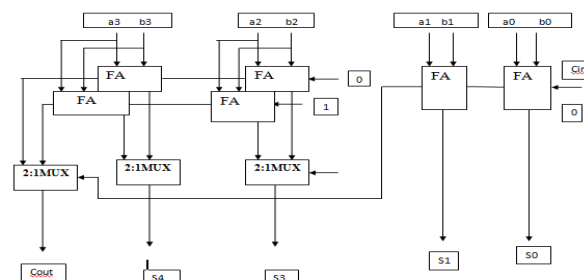 a3 b3 a2 b2 a1 b1 a0 b0
FA FA FA FA Cin
FA FA 0
1 0
2:1MUX 2:1MUX 2:1MUX
Cout S4 S3 S1 S0